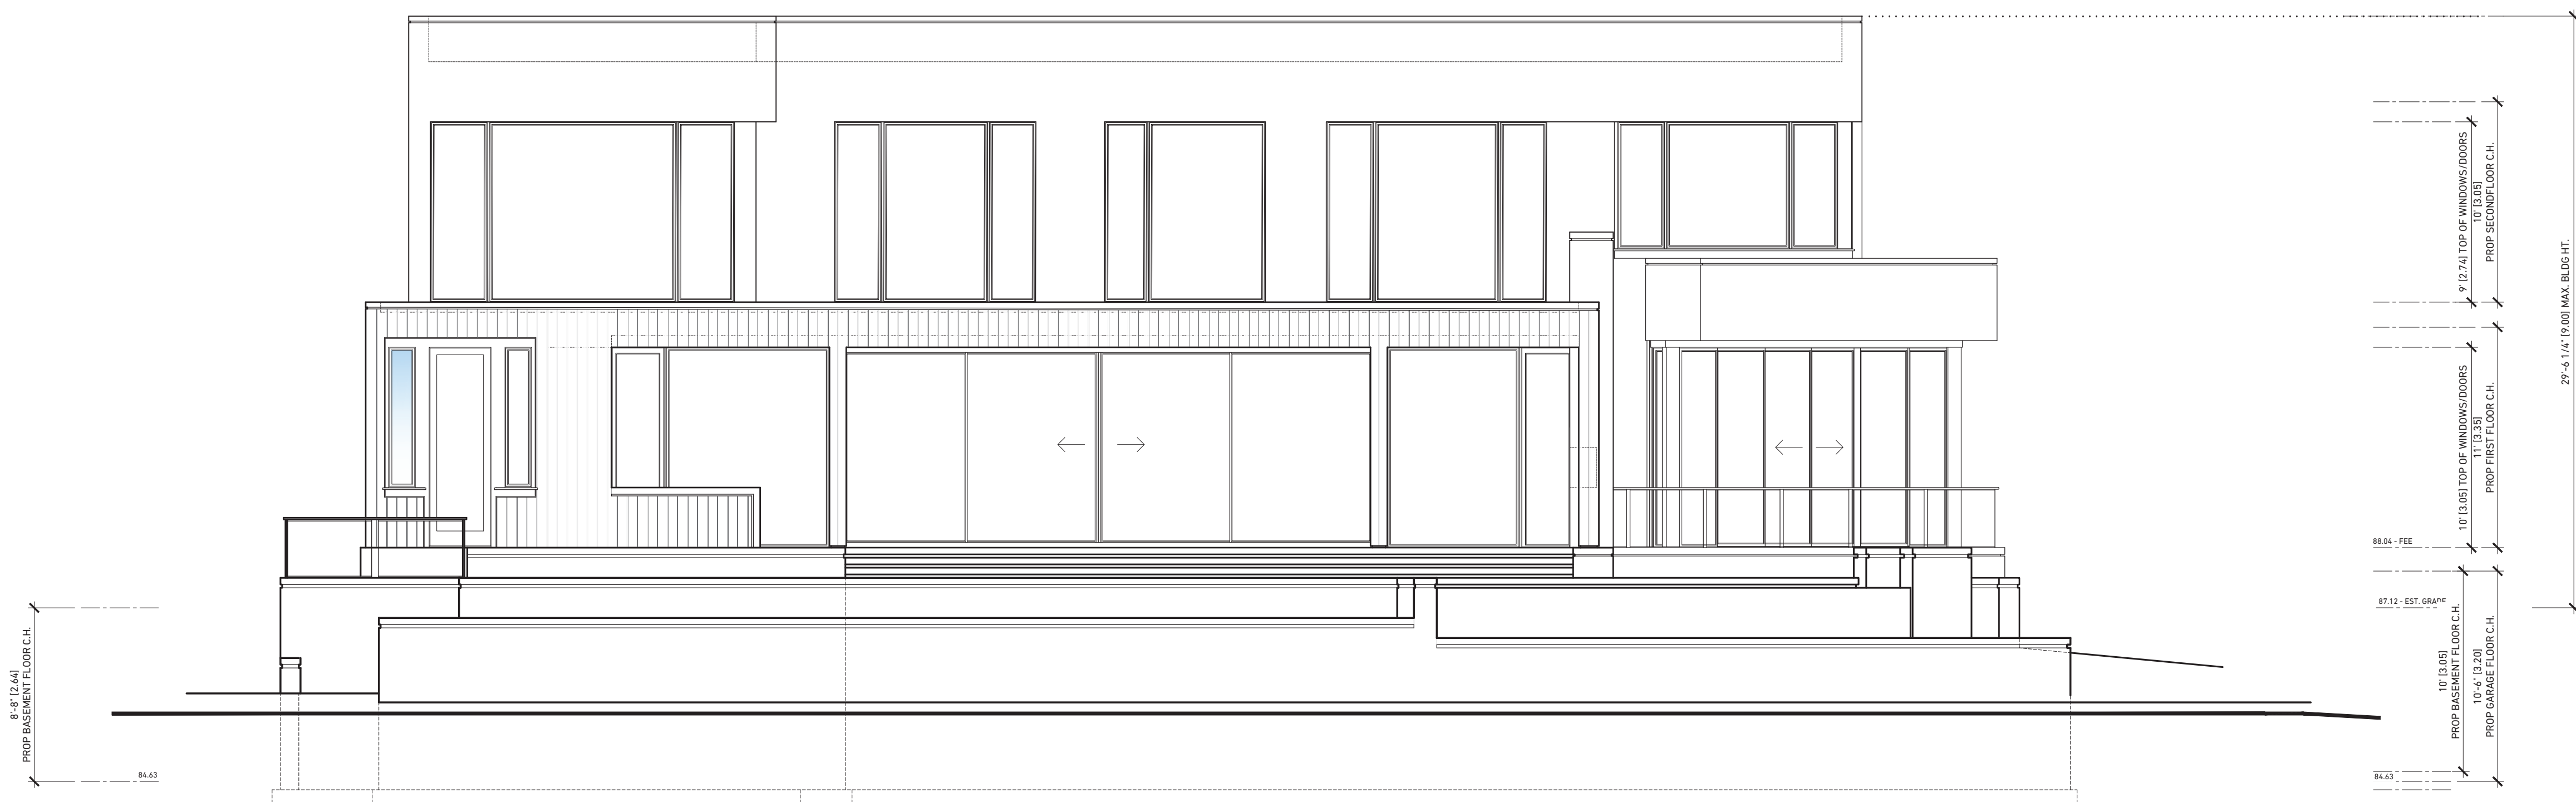 8'-8" [2.64]
PROP BASEMENT FLOOR C.H.
84.63
9' [2.74] TOP OF WINDOWS/DOORS
10' [3.05]
PROP SECONDFLOOR C.H.
29'-6 1/4" [9.00] MAX. BLDG HT.
10' [3.05] TOP OF WINDOWS/DOORS
11' [3.35]
PROP FIRST FLOOR C.H.
88.04 - FEE
87.12 - EST. GRADE
10' [3.05]
PROP BASEMENT FLOOR C.H.
10'-6" [3.20]
PROP GARAGE FLOOR C.H.
84.63